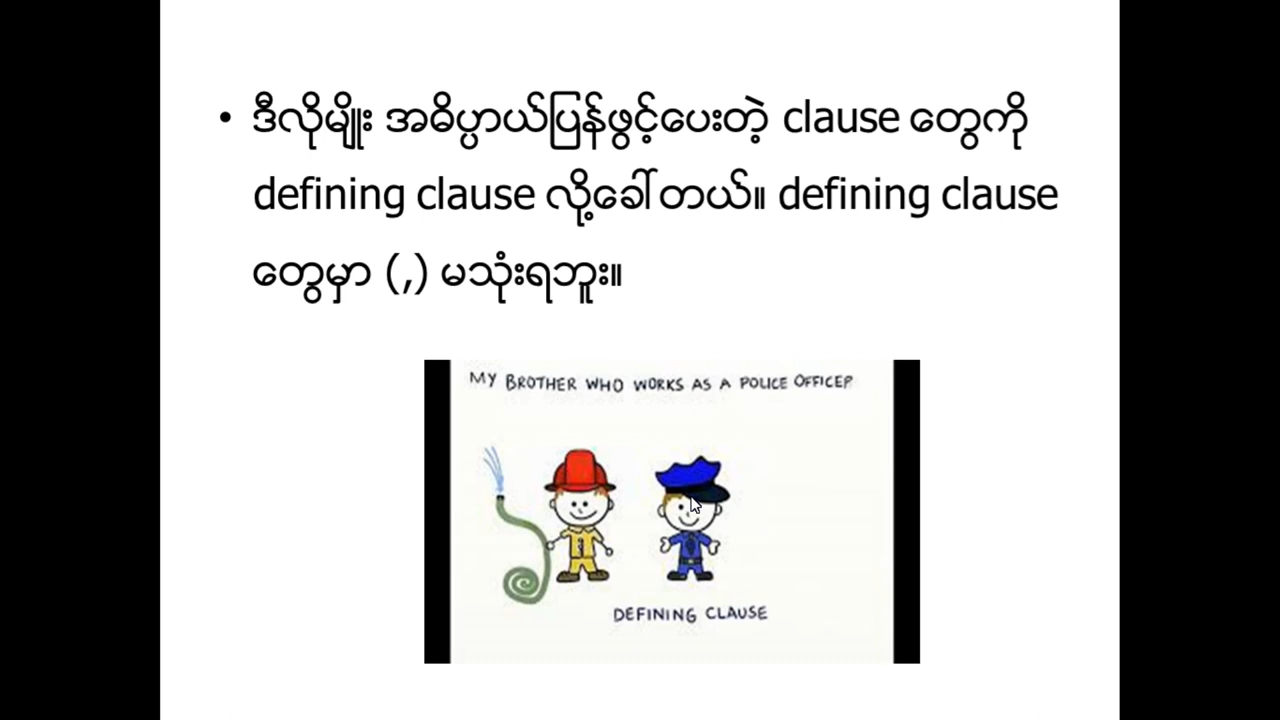 • ဒီလိုမျိုး အဓိပ္ပာယ်ပြန်ဖွင့်ပေးတဲ့ clause တွေကို
defining clause လို့ခေါ်တယ်။ defining clause
တွေမှာ (,) မသုံးရဘူး။
MY BROTHER WHO WORKS AS A POLICE OFFICER
DEFINING CLAUSE